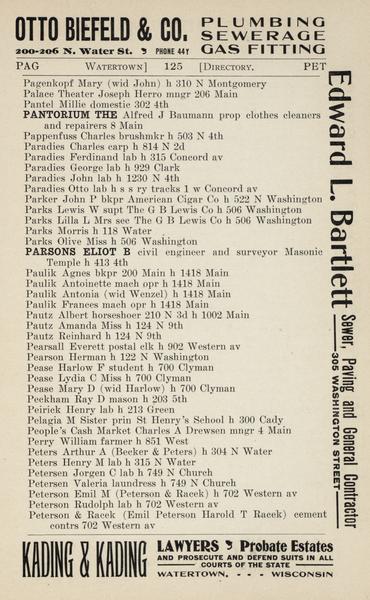 OTTO BIEFELD & CO.
200-206 N. Water St. PHONE 44Y
PLUMBING
SEWERAGE
GAS FITTING
PAG WATERTOWN] 125 [DIRECTORY. PET
Pagenkopf Mary (wid John) h 310 N Montgomery
Palace Theater Joseph Herro mngr 206 Main
Pantel Millie domestic 302 4th
PANTORIUM THE Alfred J Baumann prop clothes cleaners
and repairers 8 Main
Pappenfuss Charles brushmkr h 503 N 4th
Paradies Charles carp h 814 N 2d
Paradies Ferdinand lab h 315 Concord av
Paradies George lab h 929 Clark
Paradies John lab h 1230 N 4th
Paradies Otto lab h s s ry tracks 1 w Concord av
Parker John P bkpr American Cigar Co h 522 N Washington
Parks Lewis W supt The G B Lewis Co h 506 Washington
Parks Lilla L Mrs see The G B Lewis Co h 506 Washington
Parks Morris h 118 Water
Parks Olive Miss h 506 Washington
PARSONS ELIOT B civil engineer and surveyor Masonic
Temple h 413 4th
Paulik Agnes bkpr 200 Main h 1418 Main
Paulik Antoinette mach opr h 1418 Main
Paulik Antonia (wid Wenzel) h 1418 Main
Paulik Frances mach opr h 1418 Main
Pautz Albert horseshoer 210 N 3d h 1002 Main
Pautz Amanda Miss h 124 N 9th
Pautz Reinhard h 124 N 9th
Pearsall Everett postal clk h 902 Western av
Pearson Herman h 122 N Washington
Pease Harlow F student h 700 Clyman
Pease Lydia C Miss h 700 Clyman
Pease Mary D (wid Harlow) h 700 Clyman
Peckham Ray D mason h 203 5th
Peirick Henry lab h 213 Green
Pelagia M Sister prin St Henry's School h 300 Cady
People's Cash Market Charles A Drewsen mngr 4 Main
Perry William farmer h 851 West
Peters Arthur A (Becker & Peters) h 304 N Water
Peters Henry M lab h 315 N Water
Petersen Jorgen C lab h 749 N Church
Petersen Valeria laundress h 749 N Church
Peterson Emil M (Peterson & Racek) h 702 Western av
Peterson Rudolph lab h 702 Western av
Peterson & Racek (Emil Peterson Harold T Racek) cement
contrs 702 Western av
Edward L. Bartlett
Sewer, Paving and General Contractor
305 WASHINGTON STREET
KADING & KADING
LAWYERS Probate Estates
AND PROSECUTE AND DEFEND SUITS IN ALL
COURTS OF THE STATE
WATERTOWN, - - - WISCONSIN